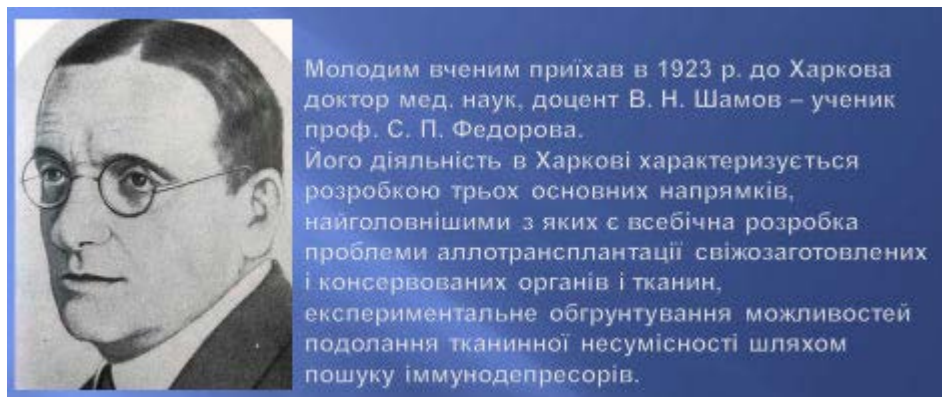 Молодим вченим приїхав в 1923 р. до Харкова
доктор мед. наук, доцент В. Н. Шамов – ученик
проф. С. П. Федорова.
Його діяльність в Харкові характеризується
розробкою трьох основних напрямків,
найголовнішими з яких є всебічна розробка
проблеми аллотрансплантації свіжозаготовлених
і консервованих органів і тканин,
експериментальне обгрунтування можливостей
подолання тканинної несумісності шляхом
пошуку іммунодепресорів.